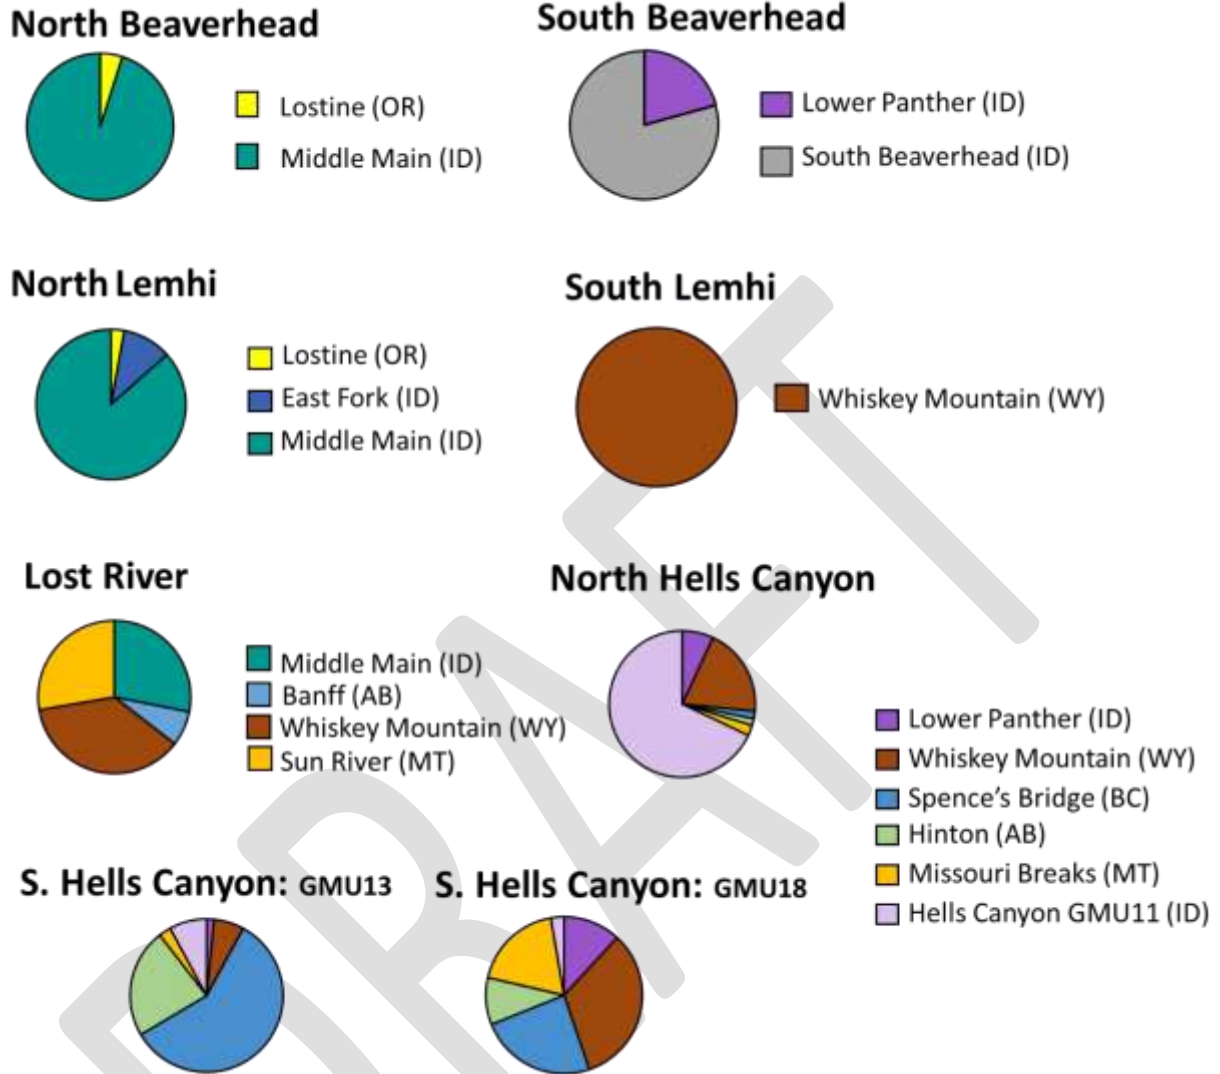 North Beaverhead
Lostine (OR)
Middle Main (ID)
South Beaverhead
Lower Panther (ID)
South Beaverhead (ID)
North Lemhi
Lostine (OR)
East Fork (ID)
Middle Main (ID)
South Lemhi
Whiskey Mountain (WY)
Lost River
Middle Main (ID)
Banff (AB)
Whiskey Mountain (WY)
Sun River (MT)
North Hells Canyon
Lower Panther (ID)
Whiskey Mountain (WY)
Spence's Bridge (BC)
Hinton (AB)
Missouri Breaks (MT)
Hells Canyon GMU11 (ID)
S. Hells Canyon: GMU13
S. Hells Canyon: GMU18
DRAFT